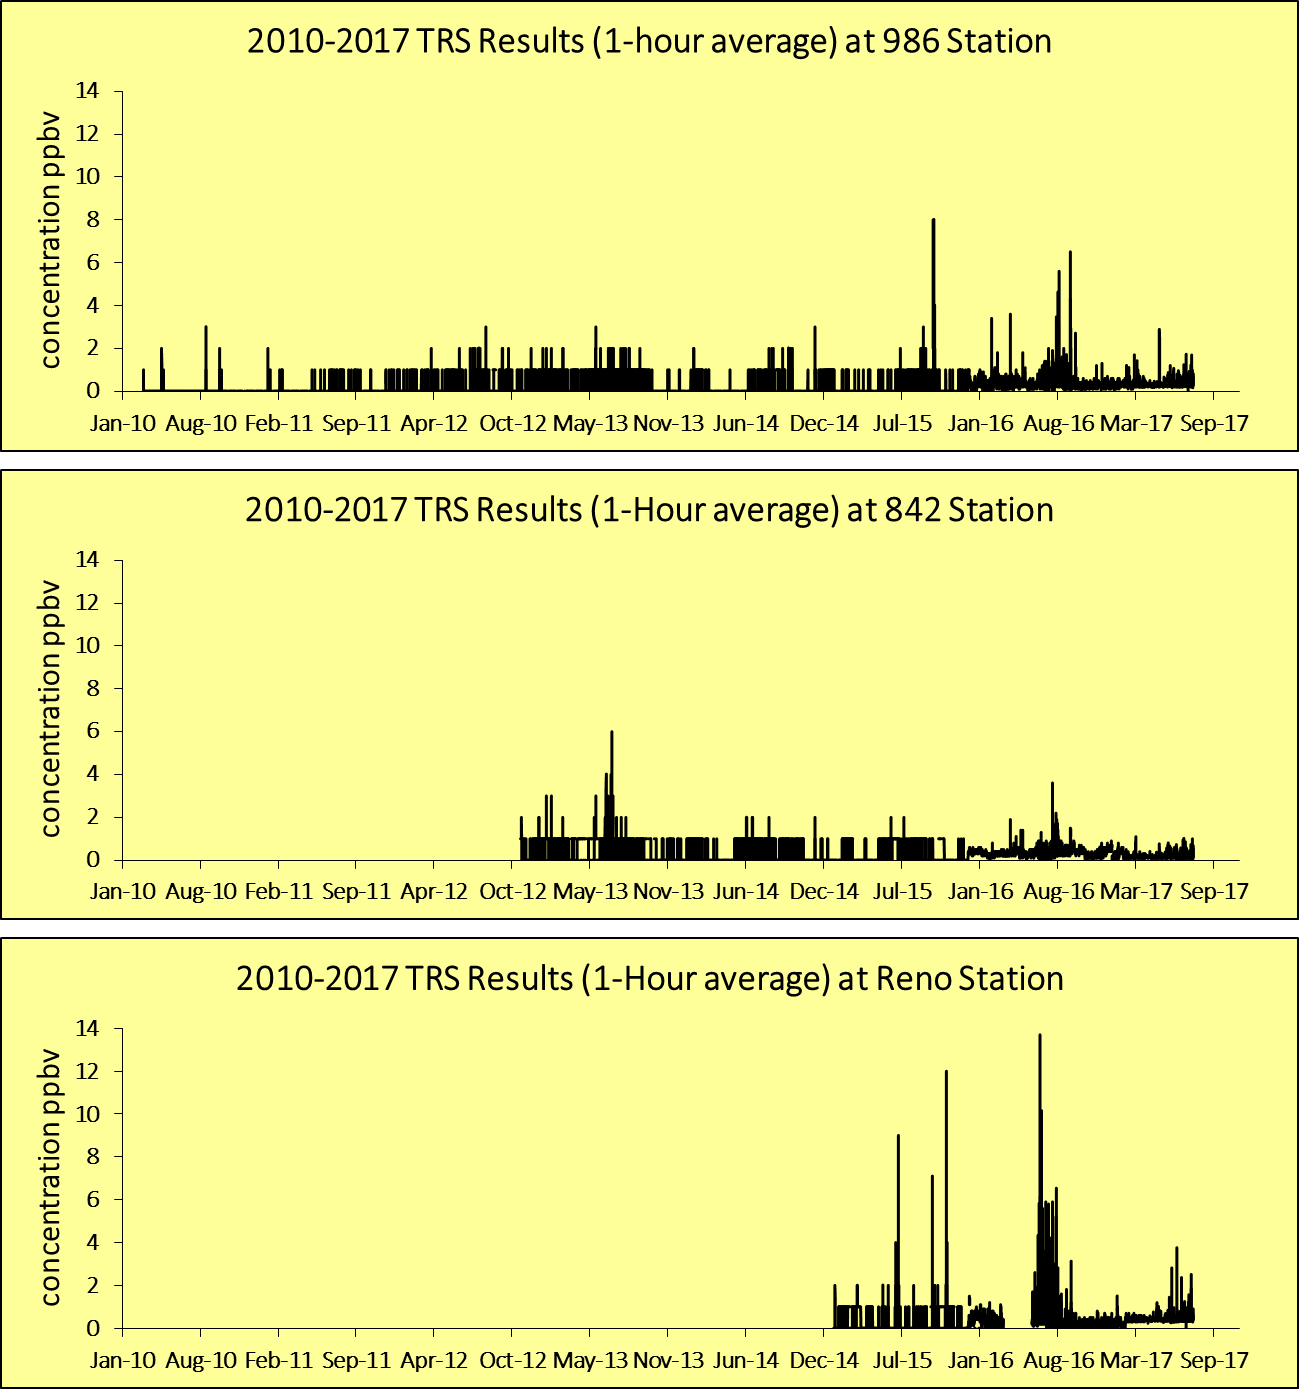 2010-2017 TRS Results (1-hour average) at 986 Station
concentration ppbv
14
12
10
8
6
4
2
0
Jan-10 Aug-10 Feb-11 Sep-11 Apr-12 Oct-12 May-13 Nov-13 Jun-14 Dec-14 Jul-15 Jan-16 Aug-16 Mar-17 Sep-17
2010-2017 TRS Results (1-Hour average) at 842 Station
concentration ppbv
14
12
10
8
6
4
2
0
Jan-10 Aug-10 Feb-11 Sep-11 Apr-12 Oct-12 May-13 Nov-13 Jun-14 Dec-14 Jul-15 Jan-16 Aug-16 Mar-17 Sep-17
2010-2017 TRS Results (1-Hour average) at Reno Station
concentration ppbv
14
12
10
8
6
4
2
0
Jan-10 Aug-10 Feb-11 Sep-11 Apr-12 Oct-12 May-13 Nov-13 Jun-14 Dec-14 Jul-15 Jan-16 Aug-16 Mar-17 Sep-17